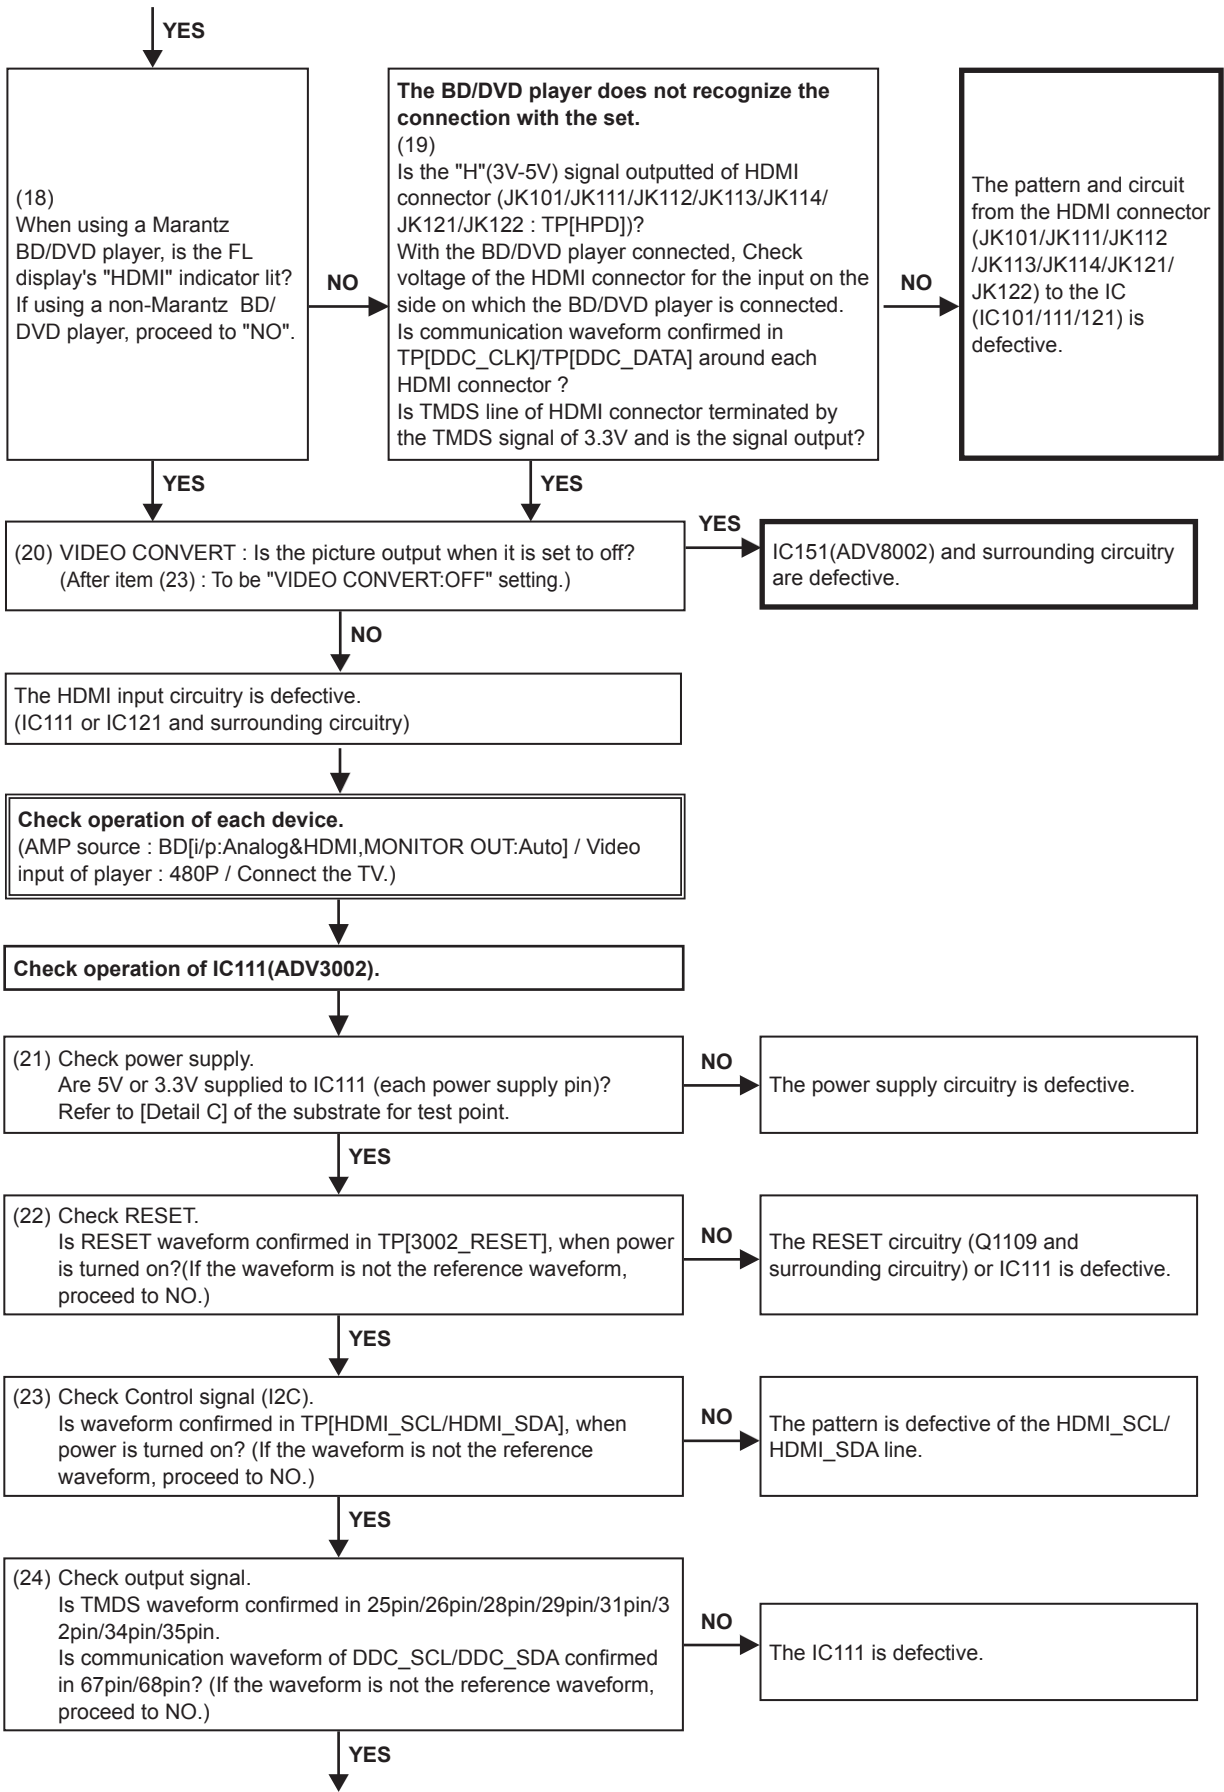 YES
(18)
When using a Marantz
BD/DVD player, is the FL
display's "HDMI" indicator lit?
If using a non-Marantz  BD/
DVD player, proceed to "NO".
NO
The BD/DVD player does not recognize the
connection with the set.
(19)
Is the "H"(3V-5V) signal outputted of HDMI
connector (JK101/JK111/JK112/JK113/JK114/
JK121/JK122 : TP[HPD])?
With the BD/DVD player connected, Check
voltage of the HDMI connector for the input on the
side on which the BD/DVD player is connected.
Is communication waveform confirmed in
TP[DDC_CLK]/TP[DDC_DATA] around each
HDMI connector ?
Is TMDS line of HDMI connector terminated by
the TMDS signal of 3.3V and is the signal output?
NO
The pattern and circuit
from the HDMI connector
(JK101/JK111/JK112
/JK113/JK114/JK121/
JK122) to the IC
(IC101/111/121) is
defective.
YES
YES
(20) VIDEO CONVERT : Is the picture output when it is set to off?
(After item (23) : To be "VIDEO CONVERT:OFF" setting.)
YES
IC151(ADV8002) and surrounding circuitry
are defective.
NO
The HDMI input circuitry is defective.
(IC111 or IC121 and surrounding circuitry)
Check operation of each device.
(AMP source : BD[i/p:Analog&HDMI,MONITOR OUT:Auto] / Video
input of player : 480P / Connect the TV.)
Check operation of IC111(ADV3002).
(21) Check power supply.
Are 5V or 3.3V supplied to IC111 (each power supply pin)?
Refer to [Detail C] of the substrate for test point.
NO
The power supply circuitry is defective.
YES
(22) Check RESET.
Is RESET waveform confirmed in TP[3002_RESET], when power
is turned on?(If the waveform is not the reference waveform,
proceed to NO.)
NO
The RESET circuitry (Q1109 and
surrounding circuitry) or IC111 is defective.
YES
(23) Check Control signal (I2C).
Is waveform confirmed in TP[HDMI_SCL/HDMI_SDA], when
power is turned on? (If the waveform is not the reference
waveform, proceed to NO.)
NO
The pattern is defective of the HDMI_SCL/
HDMI_SDA line.
YES
(24) Check output signal.
Is TMDS waveform confirmed in 25pin/26pin/28pin/29pin/31pin/3
2pin/34pin/35pin.
Is communication waveform of DDC_SCL/DDC_SDA confirmed
in 67pin/68pin? (If the waveform is not the reference waveform,
proceed to NO.)
NO
The IC111 is defective.
YES